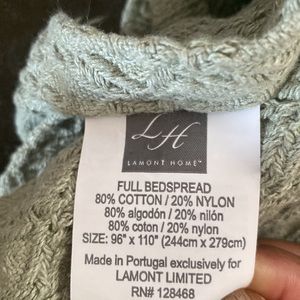 LH
LAMONT HOME™
FULL BEDSPREAD
80% COTTON / 20% NYLON
80% algodón / 20% nilón
80% coton / 20% nylon
SIZE: 96" x 110" (244cm x 279cm)
Made in Portugal exclusively for
LAMONT LIMITED
RN# 128468